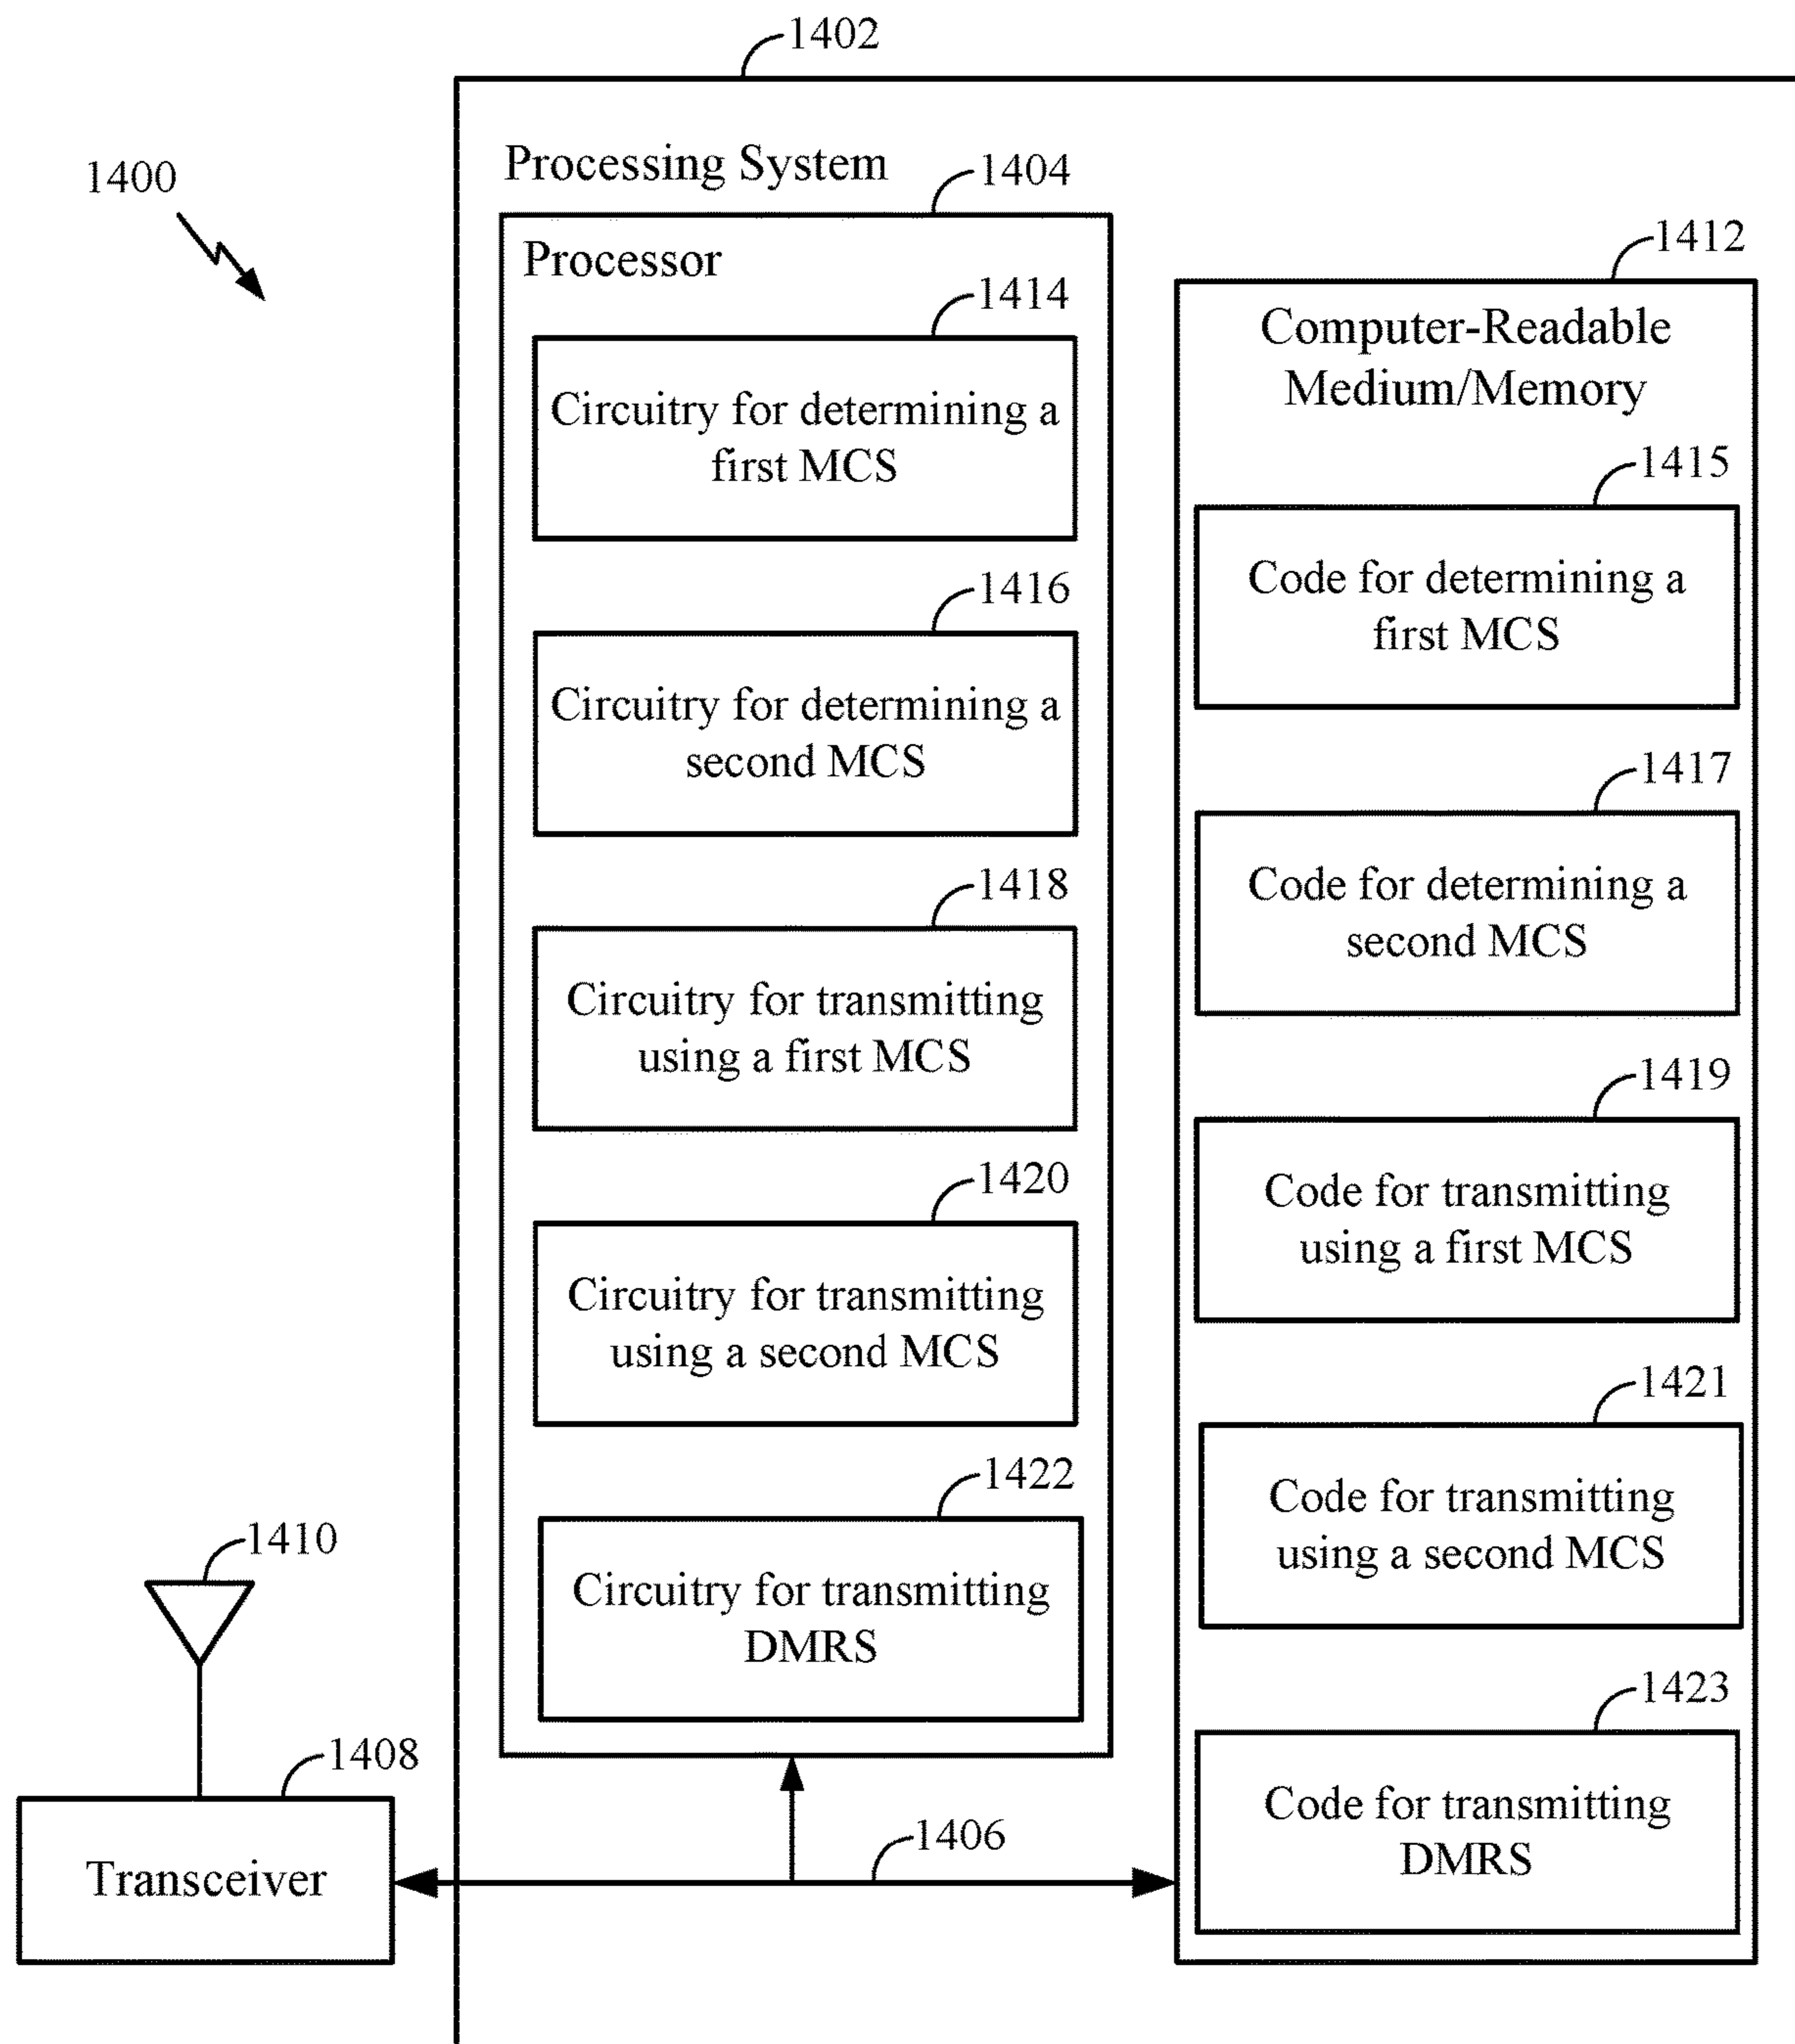 1402
1400
Processing System
1404
Processor
1414
Circuitry for determining a
first MCS
1416
Circuitry for determining a
second MCS
1418
Circuitry for transmitting
using a first MCS
1420
Circuitry for transmitting
using a second MCS
1422
Circuitry for transmitting
DMRS
1412
Computer-Readable
Medium/Memory
1415
Code for determining a
first MCS
1417
Code for determining a
second MCS
1419
Code for transmitting
using a first MCS
1421
Code for transmitting
using a second MCS
1423
Code for transmitting
DMRS
1410
1408
Transceiver
1406